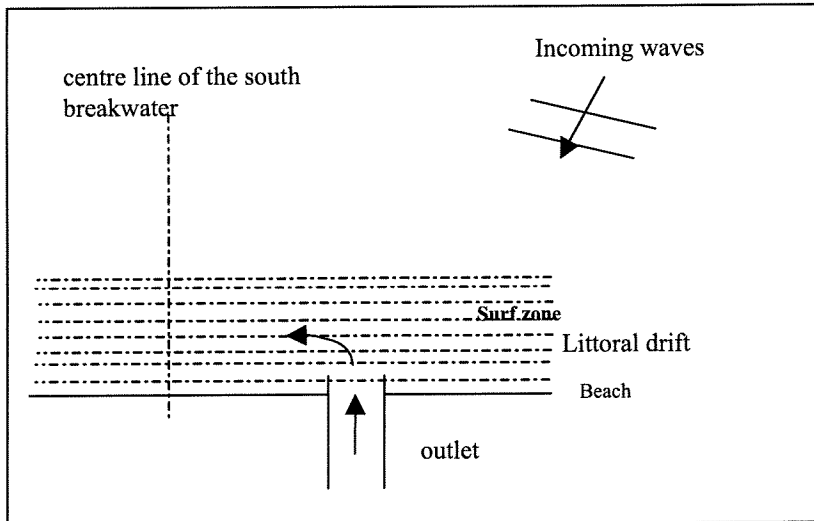 Incoming waves
centre line of the south
breakwater
Surf zone
Littoral drift
Beach
outlet